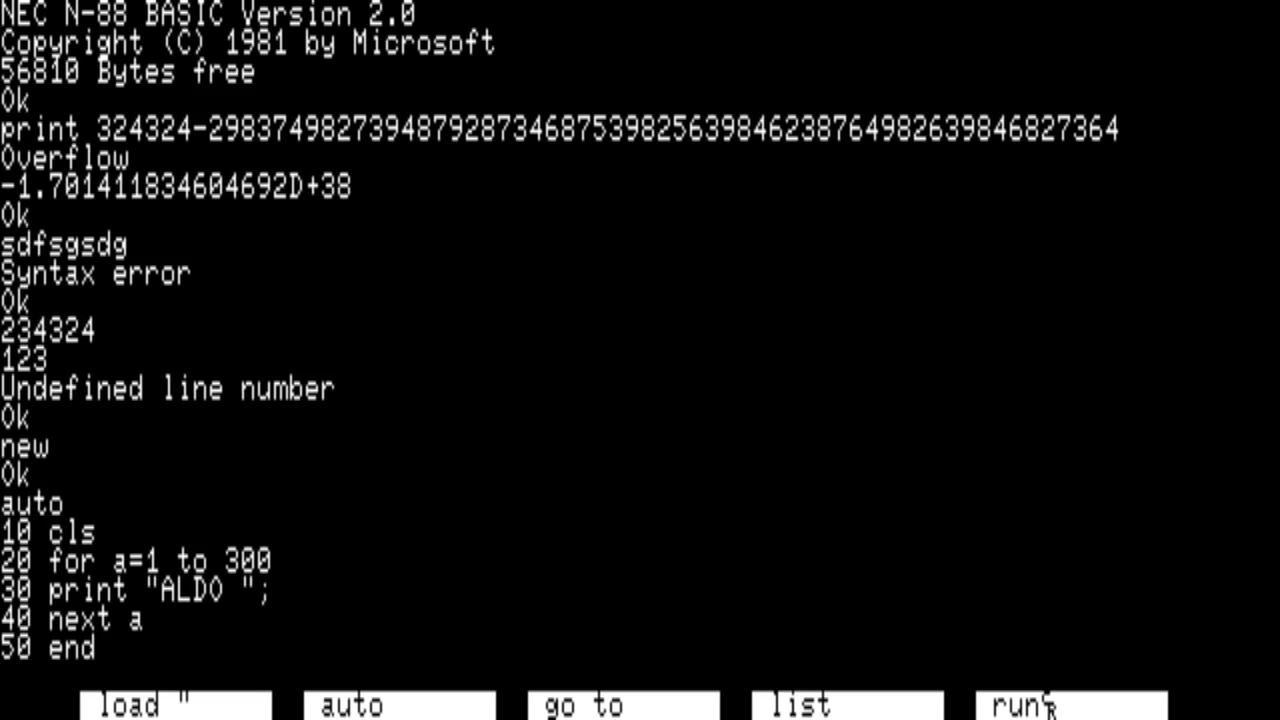 NEC N-88 BASIC Version 2.0
Copyright (C) 1981 by Microsoft
56810 Bytes free
Ok
print 324324-29837498273948792873468753982563984623876498263984682​7364
Overflow
-1.701411834604692D+38
Ok
sdfsgsdg
Syntax error
Ok
234324
123
Undefined line number
Ok
new
Ok
auto
10 cls
20 for a=1 to 300
30 print "ALDO ";
40 next a
50 end
load " auto go to list run